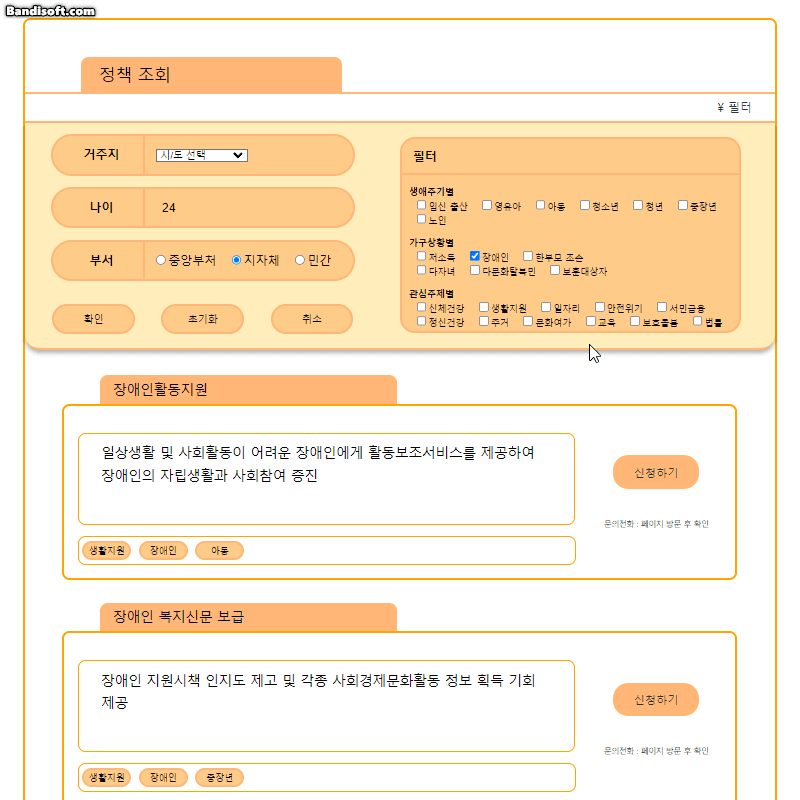 Bandisoft.com
정책 조회
¥ 필터
거주지 시/도 선택
나이 24
부서 중앙부처 지자체 민간
확인 초기화 취소
필터
생애주기별
임신 출산 영유아 아동 청소년 청년 중장년
노인
가구상황별
저소득 장애인 한부모 조손
다자녀 다문화탈북민 보훈대상자
관심주제별
신체건강 생활지원 일자리 안전위기 서민금융
정신건강 주거 문화여가 교육 보호돌봄 법률
장애인활동지원
일상생활 및 사회활동이 어려운 장애인에게 활동보조서비스를 제공하여
장애인의 자립생활과 사회참여 증진
신청하기
문의전화 : 페이지 방문 후 확인
생활지원 장애인 아동
장애인 복지신문 보급
장애인 지원시책 인지도 제고 및 각종 사회경제문화활동 정보 획득 기회
제공
신청하기
문의전화 : 페이지 방문 후 확인
생활지원 장애인 중장년